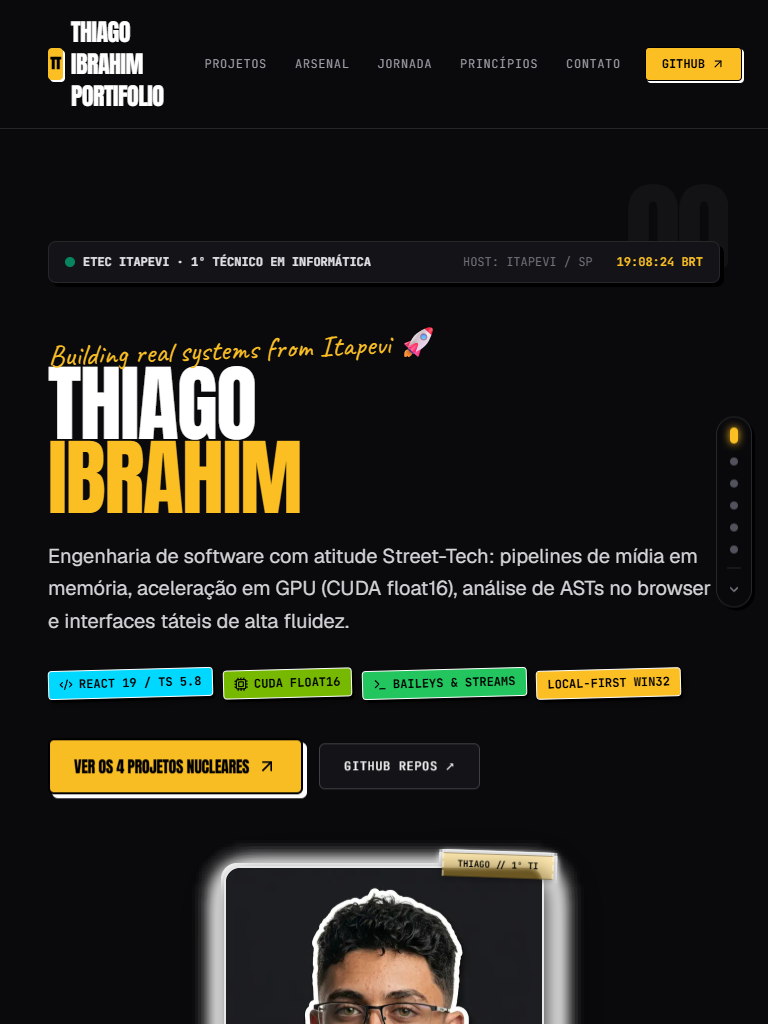 TI
THIAGO
IBRAHIM
PORTIFOLIO
PROJETOS
ARSENAL
JORNADA
PRINCÍPIOS
CONTATO
GITHUB
00
ETEC ITAPEVI · 1º TÉCNICO EM INFORMÁTICA
HOST: ITAPEVI / SP
19:08:24 BRT
Building real systems from Itapevi 🚀
THIAGO
IBRAHIM
Engenharia de software com atitude Street-Tech: pipelines de mídia em
memória, aceleração em GPU (CUDA float16), análise de ASTs no browser
e interfaces táteis de alta fluidez.
REACT 19 / TS 5.8
CUDA FLOAT16
BAILEYS & STREAMS
LOCAL-FIRST WIN32
VER OS 4 PROJETOS NUCLEARES
GITHUB REPOS ↗
THIAGO // 1º TI